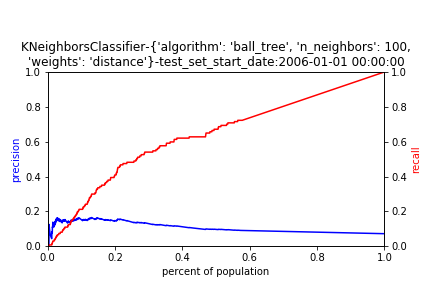 KNeighborsClassifier-{'algorithm': 'ball_tree', 'n_neighbors': 100,
'weights': 'distance'}-test_set_start_date:2006-01-01 00:00:00
1.0
0.8
0.6
0.4
0.2
0.0
precision
1.0
0.8
0.6
0.4
0.2
0.0
recall
0.0 0.2 0.4 0.6 0.8 1.0
percent of population